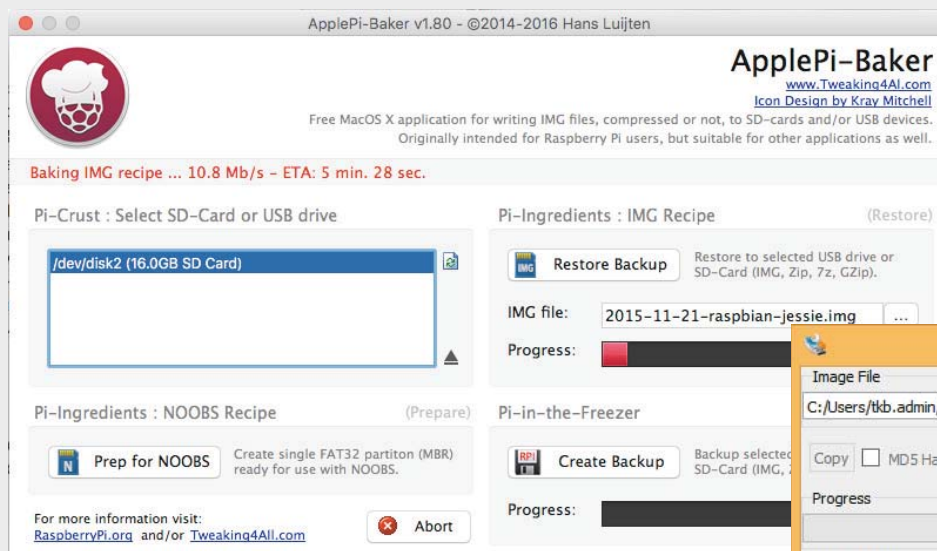 ApplePi-Baker v1.80 - ©2014-2016 Hans Luijten
ApplePi-Baker
www.Tweaking4Al.com
Icon Design by Kray Mitchell
Free MacOS X application for writing IMG files, compressed or not, to SD-cards and/or USB devices.
Originally intended for Raspberry Pi users, but suitable for other applications as well.
Baking IMG recipe ... 10.8 Mb/s - ETA: 5 min. 28 sec.
Pi-Crust : Select SD-Card or USB drive
/dev/disk2 (16.0GB SD Card)
Pi-Ingredients : IMG Recipe (Restore)
IMG
Restore Backup
Restore to selected USB drive or
SD-Card (IMG, Zip, 7z, GZip).
IMG file: 2015-11-21-raspbian-jessie.img ...
Progress:
Pi-Ingredients : NOOBS Recipe (Prepare)
N
Prep for NOOBS
Create single FAT32 partiton (MBR)
ready for use with NOOBS.
For more information visit:
RaspberryPi.org and/or Tweaking4All.com
Abort
Pi-in-the-Freezer
RPi
Create Backup
Backup selected
SD-Card (IMG,
Progress:
Image File
C:/Users/tkb.admin,
Copy MD5 Ha
Progress